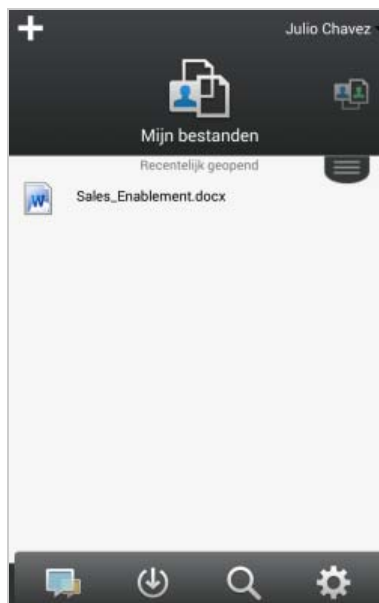 Julio Chavez
Mijn bestanden
Recentelijk geopend
Sales_Enablement.docx